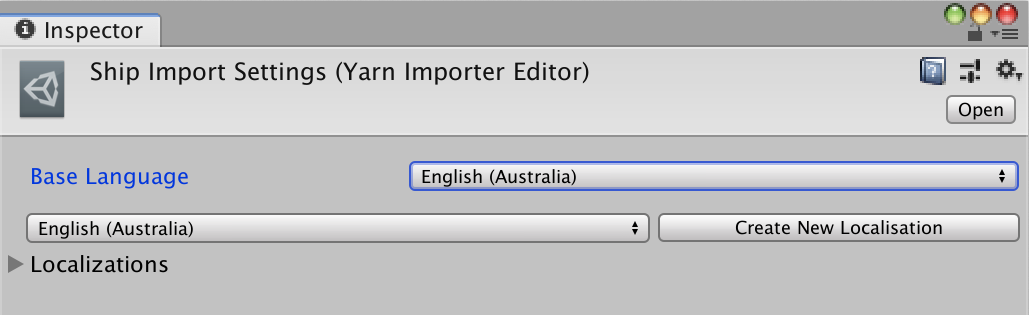 Inspector
Ship Import Settings (Yarn Importer Editor)
Open
Base Language English (Australia)
English (Australia) Create New Localisation
Localizations